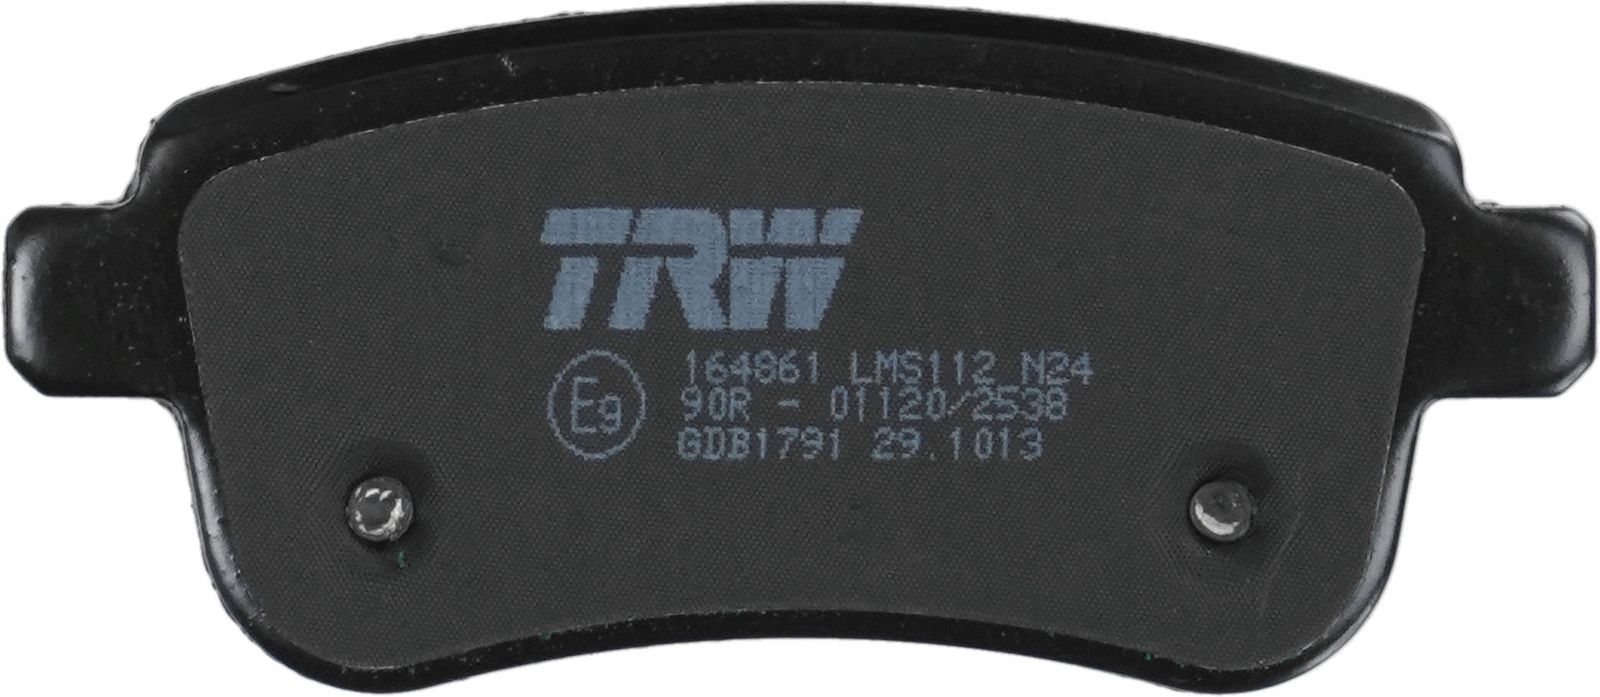 TRW
164861 LMS112 N24
E9 90R - 01120/2538
GDB1791 29.1013